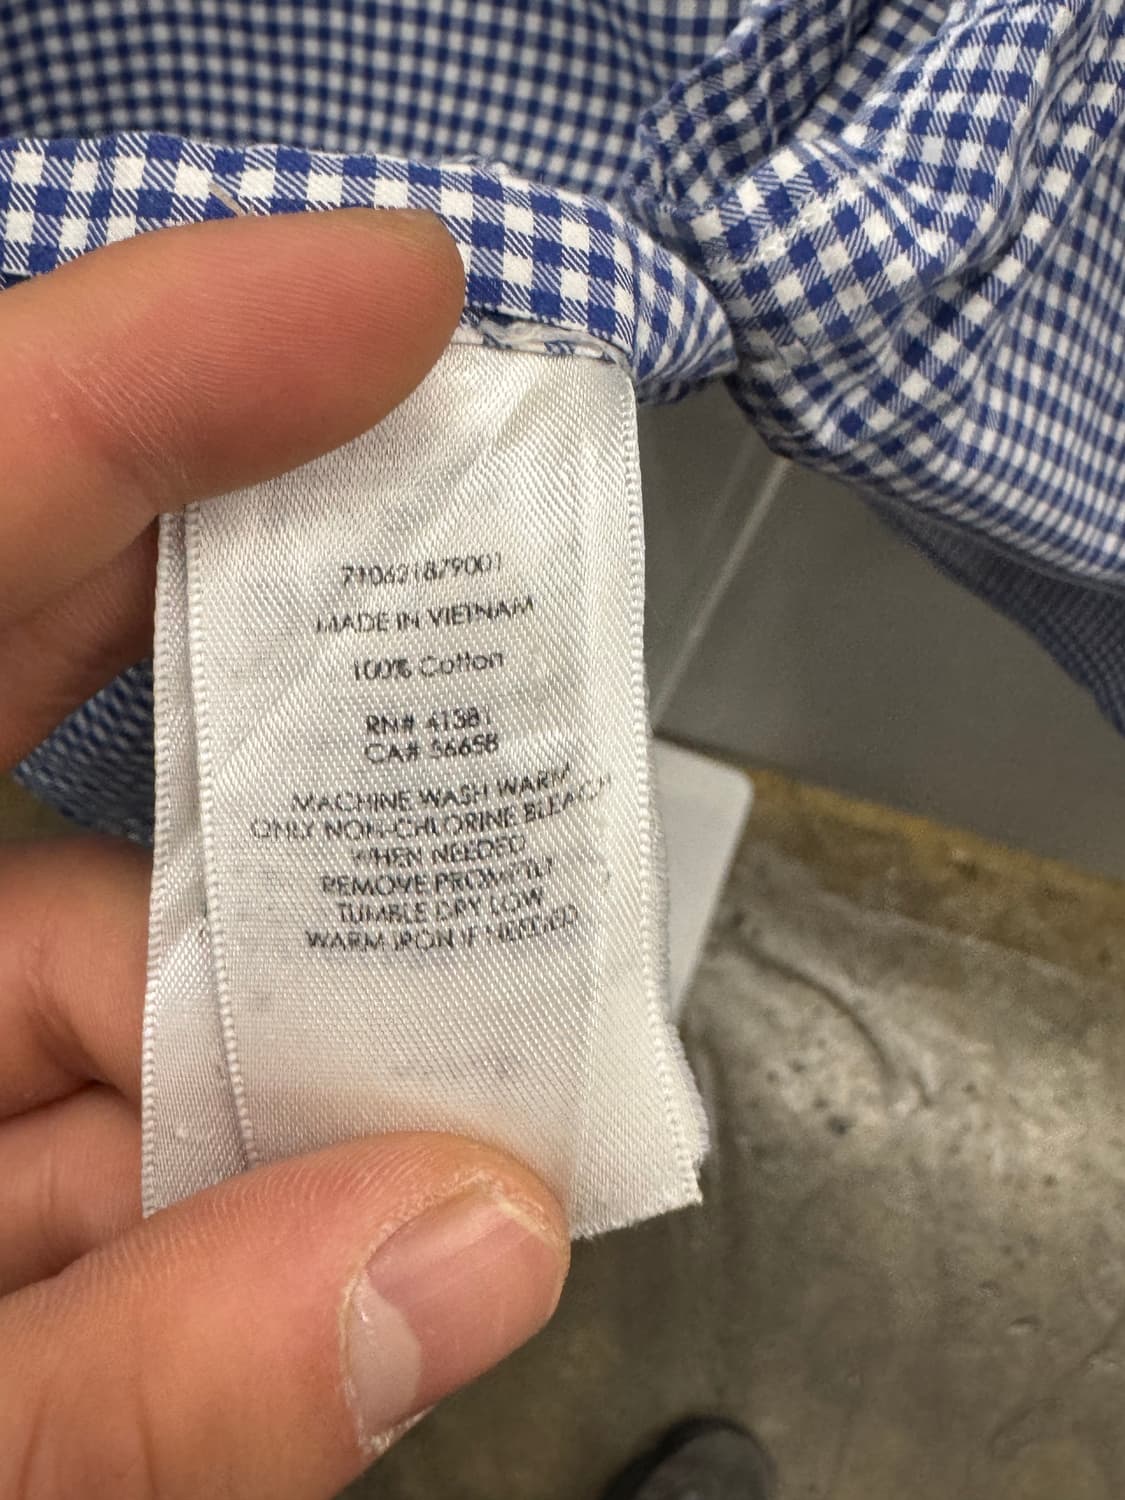 710621879001
MADE IN VIETNAM
100% Cotton
RN# 41381
CA# 56658
MACHINE WASH WARM
ONLY NON-CHLORINE BLEACH
WHEN NEEDED
REMOVE PROMPTLY
TUMBLE DRY LOW
WARM IRON IF NEEDED